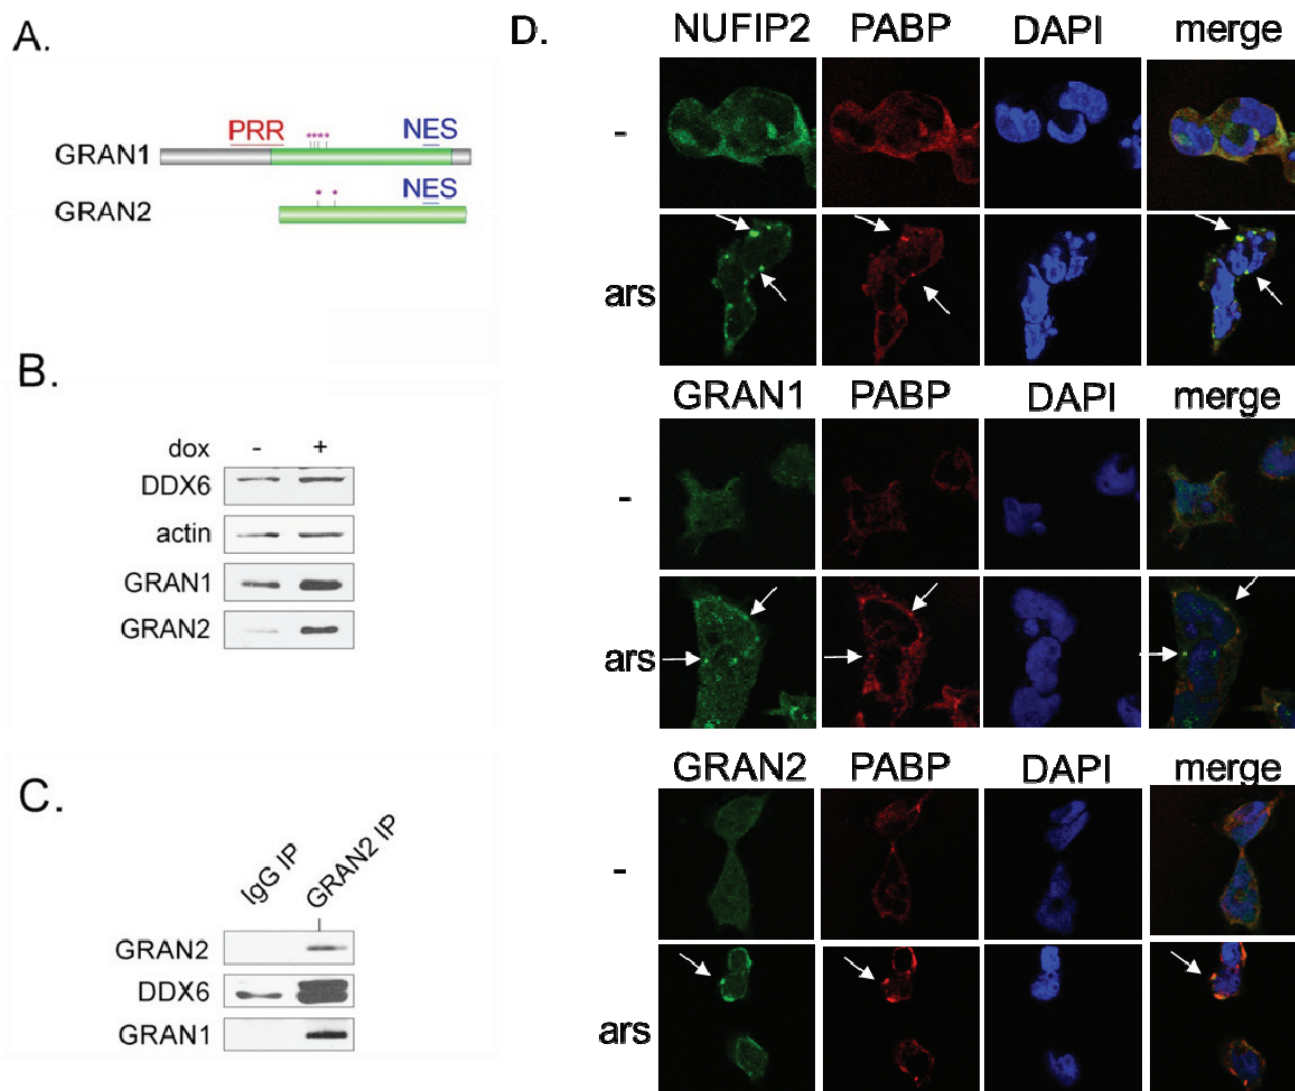 A.
PRR
NES
GRAN1
NES
GRAN2
B.
dox - +
DDX6
actin
GRAN1
GRAN2
C.
IgG IP
GRAN2 IP
GRAN2
DDX6
GRAN1
D.
NUFIP2 PABP DAPI merge
-
ars
GRAN1 PABP DAPI merge
-
ars
GRAN2 PABP DAPI merge
-
ars